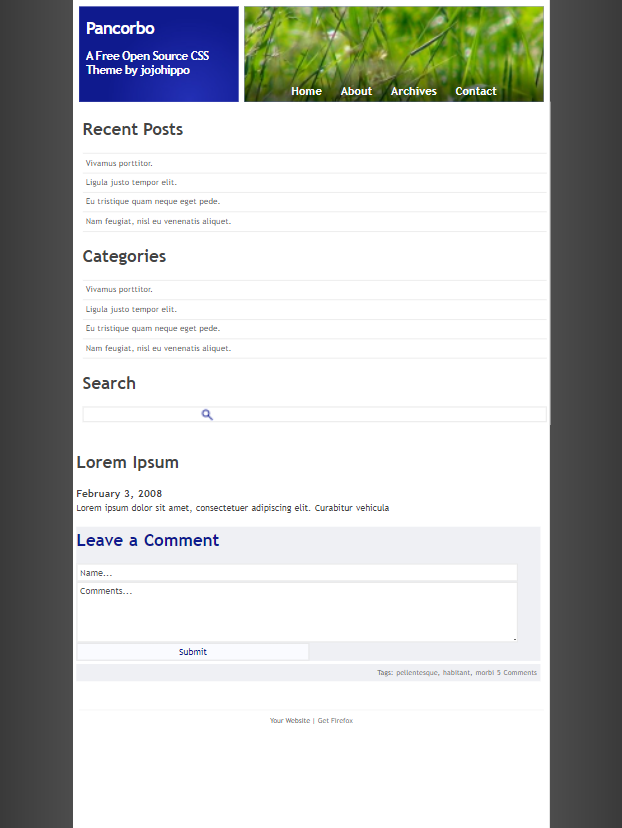 Pancorbo
A Free Open Source CSS
Theme by jojohippo
Home About Archives Contact
Recent Posts
Vivamus porttitor.
Ligula justo tempor elit.
Eu tristique quam neque eget pede.
Nam feugiat, nisl eu venenatis aliquet.
Categories
Vivamus porttitor.
Ligula justo tempor elit.
Eu tristique quam neque eget pede.
Nam feugiat, nisl eu venenatis aliquet.
Search
Lorem Ipsum
February 3, 2008
Lorem ipsum dolor sit amet, consectetuer adipiscing elit. Curabitur vehicula
Leave a Comment
Name...
Comments...
Submit
Tags: pellentesque, habitant, morbi 5 Comments
Your Website | Get Firefox